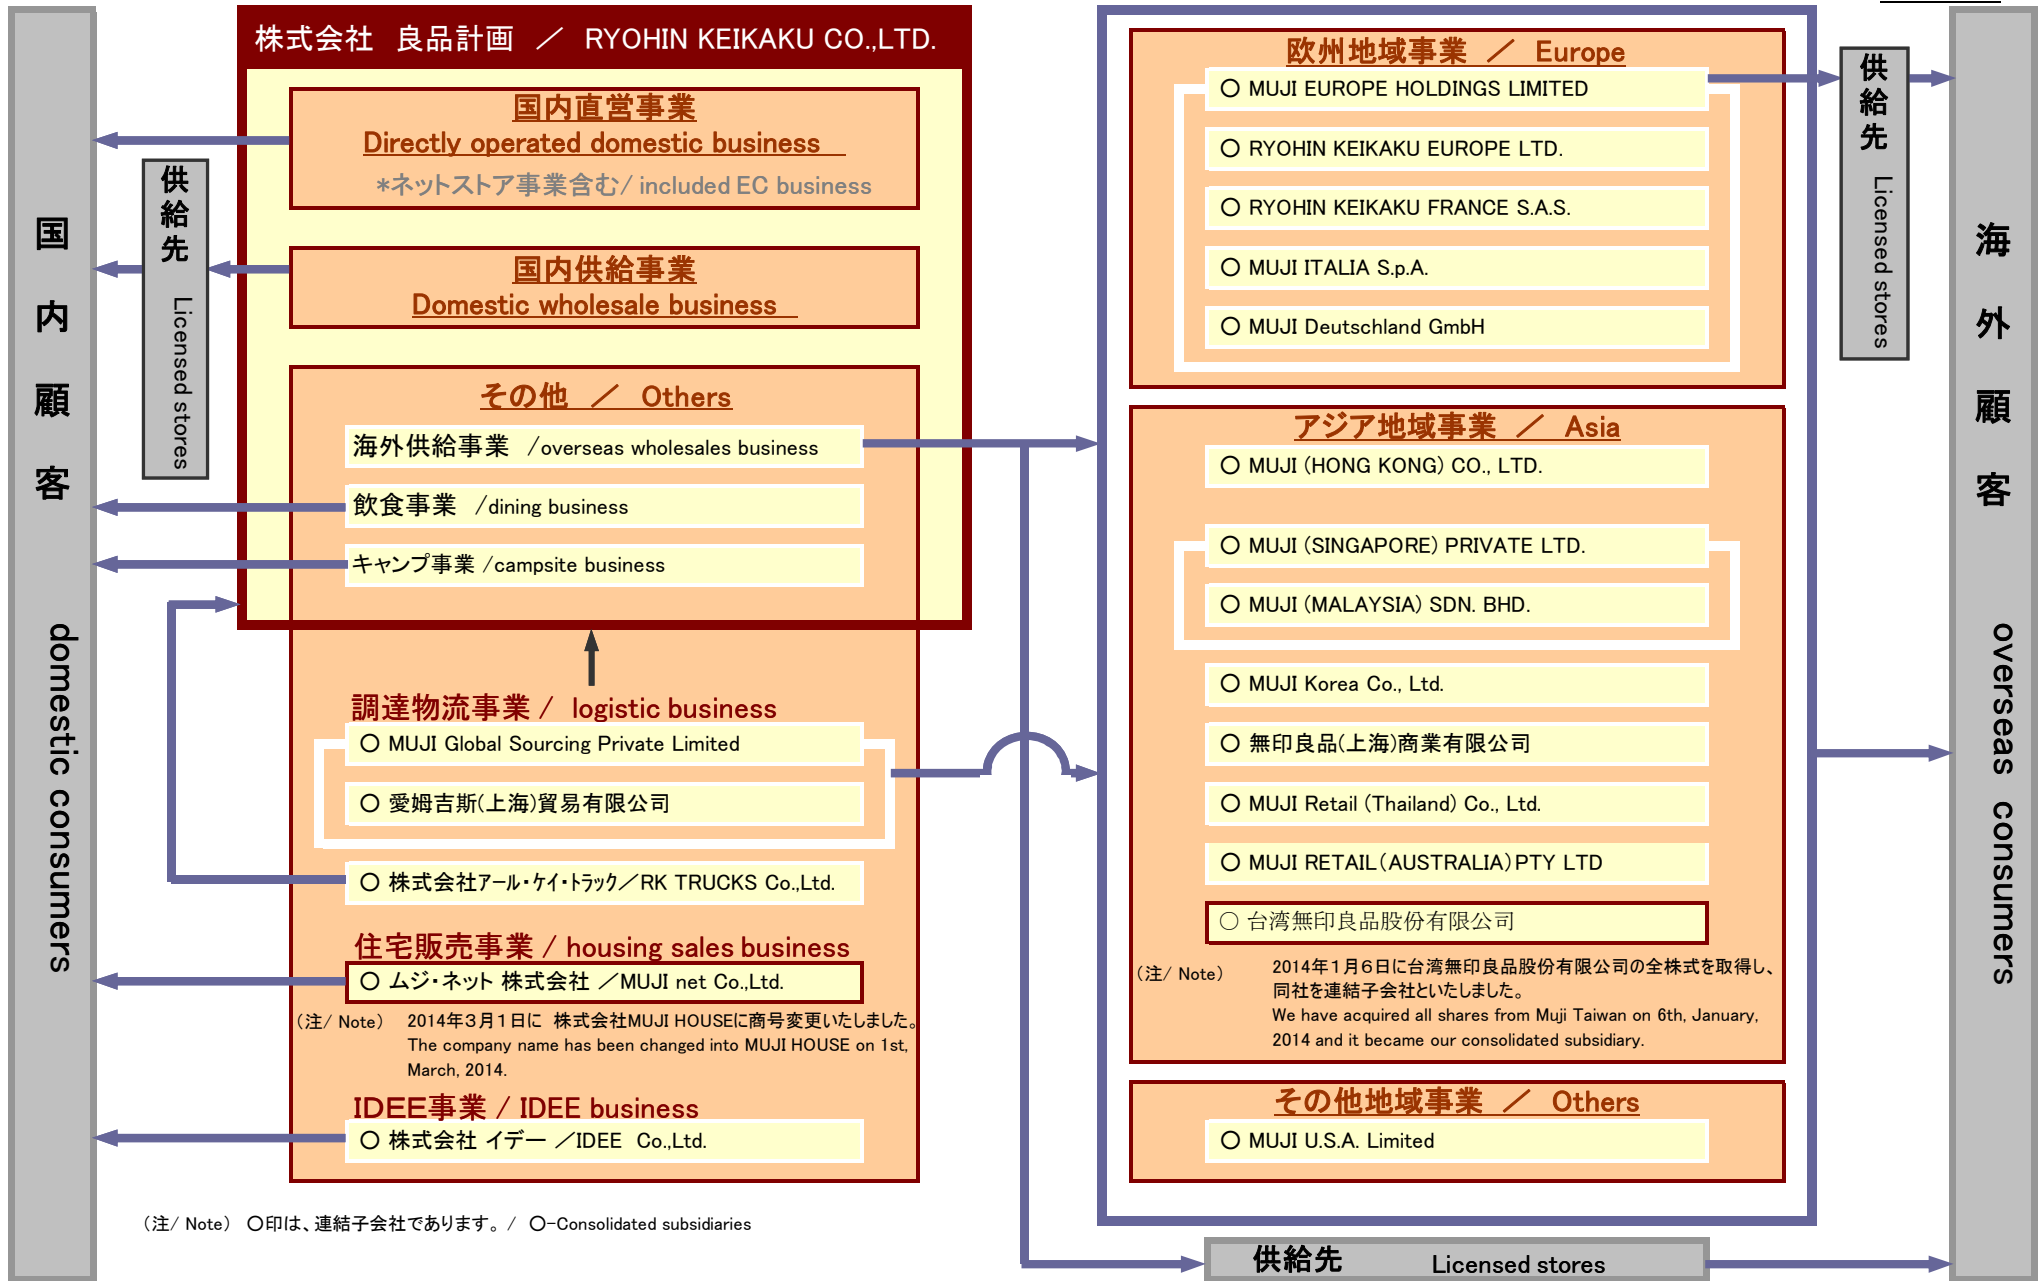 国内顧客 domestic consumers
供給先 Licensed stores
株式会社 良品計画 ／ RYOHIN KEIKAKU CO.,LTD.
国内直営事業
Directly operated domestic business
*ネットストア事業含む/ included EC business
国内供給事業
Domestic wholesale business
その他 ／ Others
海外供給事業 /overseas wholesales business
飲食事業 /dining business
キャンプ事業 /campsite business
調達物流事業 / logistic business
○ MUJI Global Sourcing Private Limited
○ 愛姆吉斯(上海)貿易有限公司
○ 株式会社ｱｰﾙ・ｹｲ・ﾄﾗｯｸ／RK TRUCKS Co.,Ltd.
住宅販売事業 / housing sales business
○ ムジ・ネット 株式会社 ／MUJI net Co.,Ltd.
（注/ Note） 2014年３月１日に 株式会社MUJI HOUSEに商号変更いたしました。
The company name has been changed into MUJI HOUSE on 1st,
March, 2014.
IDEE事業 / IDEE business
○ 株式会社 イデー ／IDEE Co.,Ltd.
（注/ Note） ○印は、連結子会社であります。 / ○-Consolidated subsidiaries
欧州地域事業 ／ Europe
○ MUJI EUROPE HOLDINGS LIMITED
○ RYOHIN KEIKAKU EUROPE LTD.
○ RYOHIN KEIKAKU FRANCE S.A.S.
○ MUJI ITALIA S.p.A.
○ MUJI Deutschland GmbH
アジア地域事業 ／ Asia
○ MUJI (HONG KONG) CO., LTD.
○ MUJI (SINGAPORE) PRIVATE LTD.
○ MUJI (MALAYSIA) SDN. BHD.
○ MUJI Korea Co., Ltd.
○ 無印良品(上海)商業有限公司
○ MUJI Retail (Thailand) Co., Ltd.
○ MUJI RETAIL（AUSTRALIA）PTY LTD
○ 台湾無印良品股份有限公司
（注/ Note） 2014年１月６日に台湾無印良品股份有限公司の全株式を取得し、
同社を連結子会社といたしました。
We have acquired all shares from Muji Taiwan on 6th, January,
2014 and it became our consolidated subsidiary.
その他地域事業 ／ Others
○ MUJI U.S.A. Limited
供給先 Licensed stores
供給先 Licensed stores
海外顧客 overseas consumers